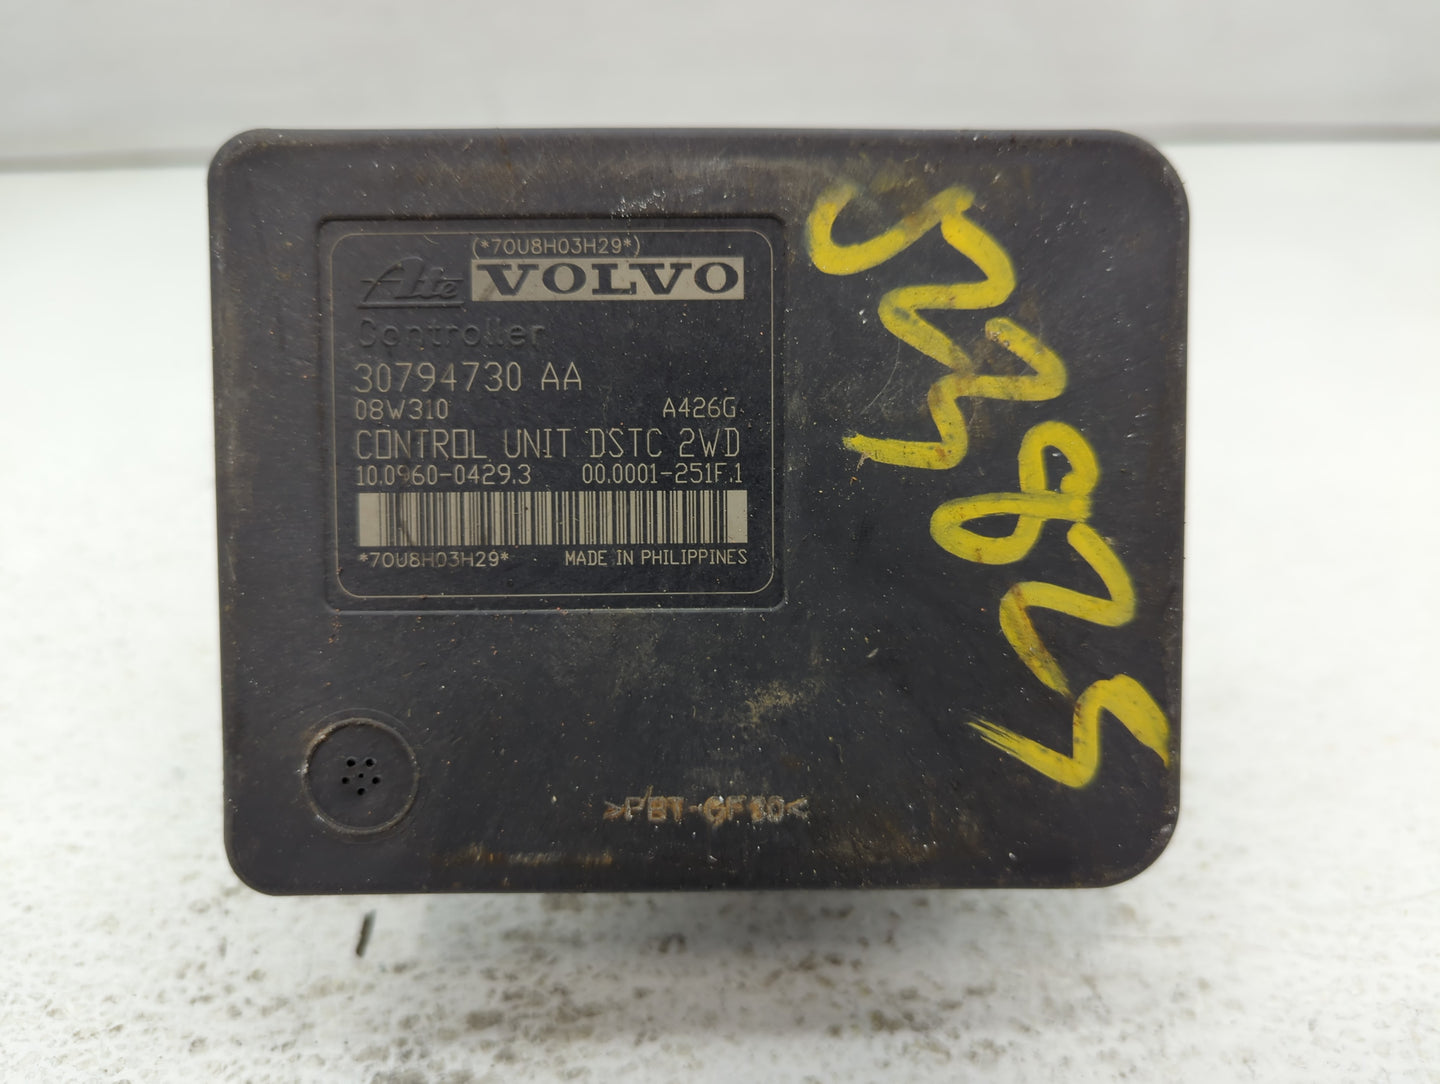 (*70U8H03H29*)
Ate VOLVO
Controller
30794730 AA
08W310 A426G
CONTROL UNIT DSTC 2WD
10.0960-0429.3 00.0001-251F.1
*70U8H03H29* MADE IN PHILIPPINES
>PBT-GF30<